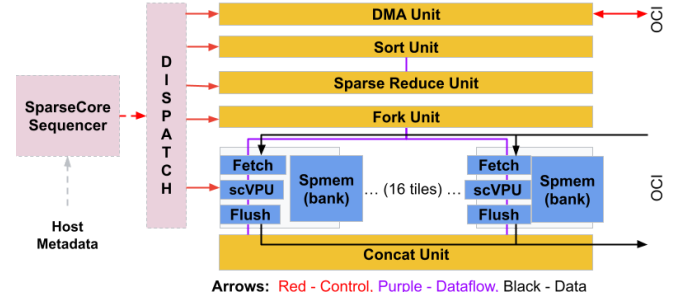 DMA Unit
OCI
Sort Unit
Sparse Reduce Unit
Fork Unit
DISPATCH
SparseCore
Sequencer
Host
Metadata
Fetch
scVPU
Flush
Spmem
(bank)
… (16 tiles) …
Fetch
scVPU
Flush
Spmem
(bank)
OCI
Concat Unit
Arrows: Red - Control, Purple - Dataflow, Black - Data